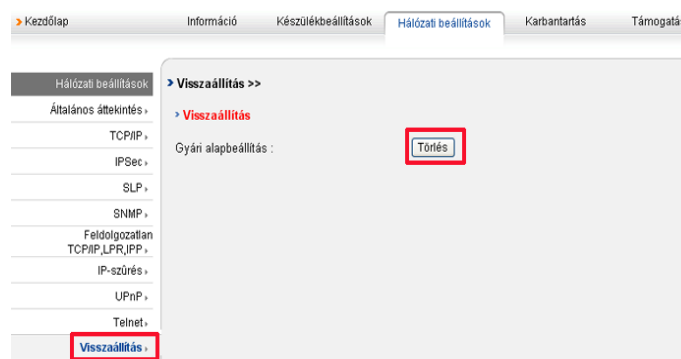 Kezdőlap Információ Készülékbeállítások Hálózati beállítások Karbantartás Támogatá
Hálózati beállítások
Általános áttekintés
TCP/IP
IPSec
SLP
SNMP
Feldolgozatlan
TCP/IP,LPR,IPP
IP-szűrés
UPnP
Telnet
Visszaállítás
Visszaállítás >>
Visszaállítás
Gyári alapbeállítás : Törlés